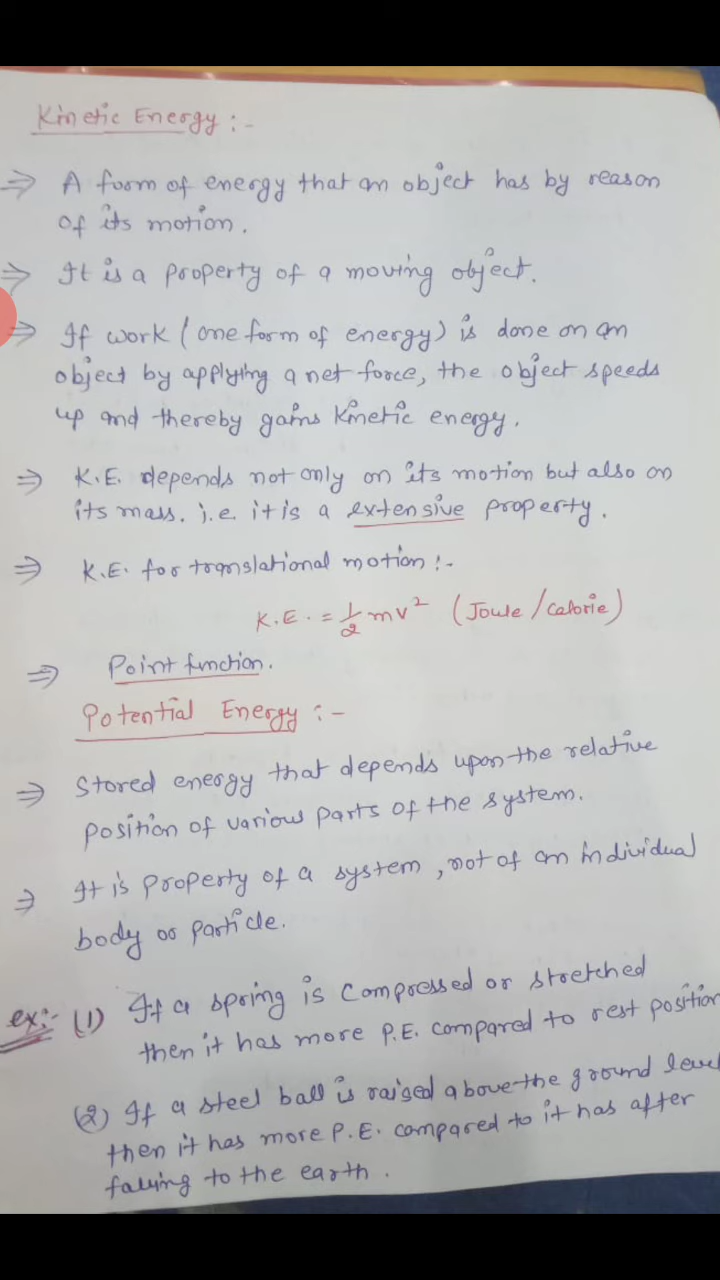 Kinetic Energy :-
⇒ A form of energy that an object has by reason
of its motion.
⇒ It is a property of a moving object.
⇒ If work (one form of energy) is done on an
object by applying a net force, the object speeds
up and thereby gains kinetic energy.
⇒ K.E. depends not only on its motion but also on
its mass. i.e. it is a extensive property.
⇒ K.E. for translational motion :-
K.E. = 1/2 mv² (Joule/Calorie)
⇒ Point function.
Potential Energy :-
⇒ Stored energy that depends upon the relative
position of various parts of the system.
⇒ It is property of a system, not of an individual
body or particle.
ex:- (1) If a spring is compressed or stretched
then it has more P.E. compared to rest position
(2) If a steel ball is raised above the ground level
then it has more P.E. compared to it has after
falling to the earth.